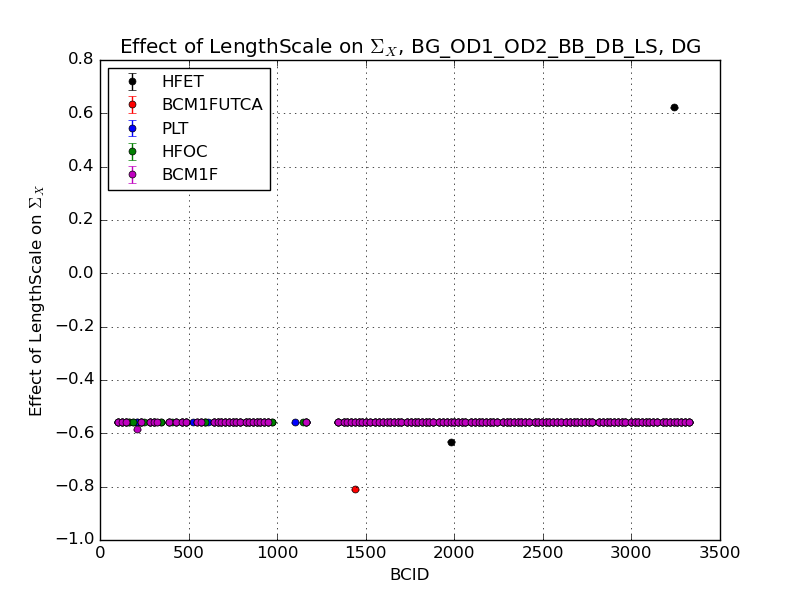 Effect of LengthScale on Σ_X, BG_OD1_OD2_BB_DB_LS, DG
HFET
BCM1FUTCA
PLT
HFOC
BCM1F
Effect of LengthScale on Σ_X
0.8
0.6
0.4
0.2
0.0
−0.2
−0.4
−0.6
−0.8
−1.0
0 500 1000 1500 2000 2500 3000 3500
BCID